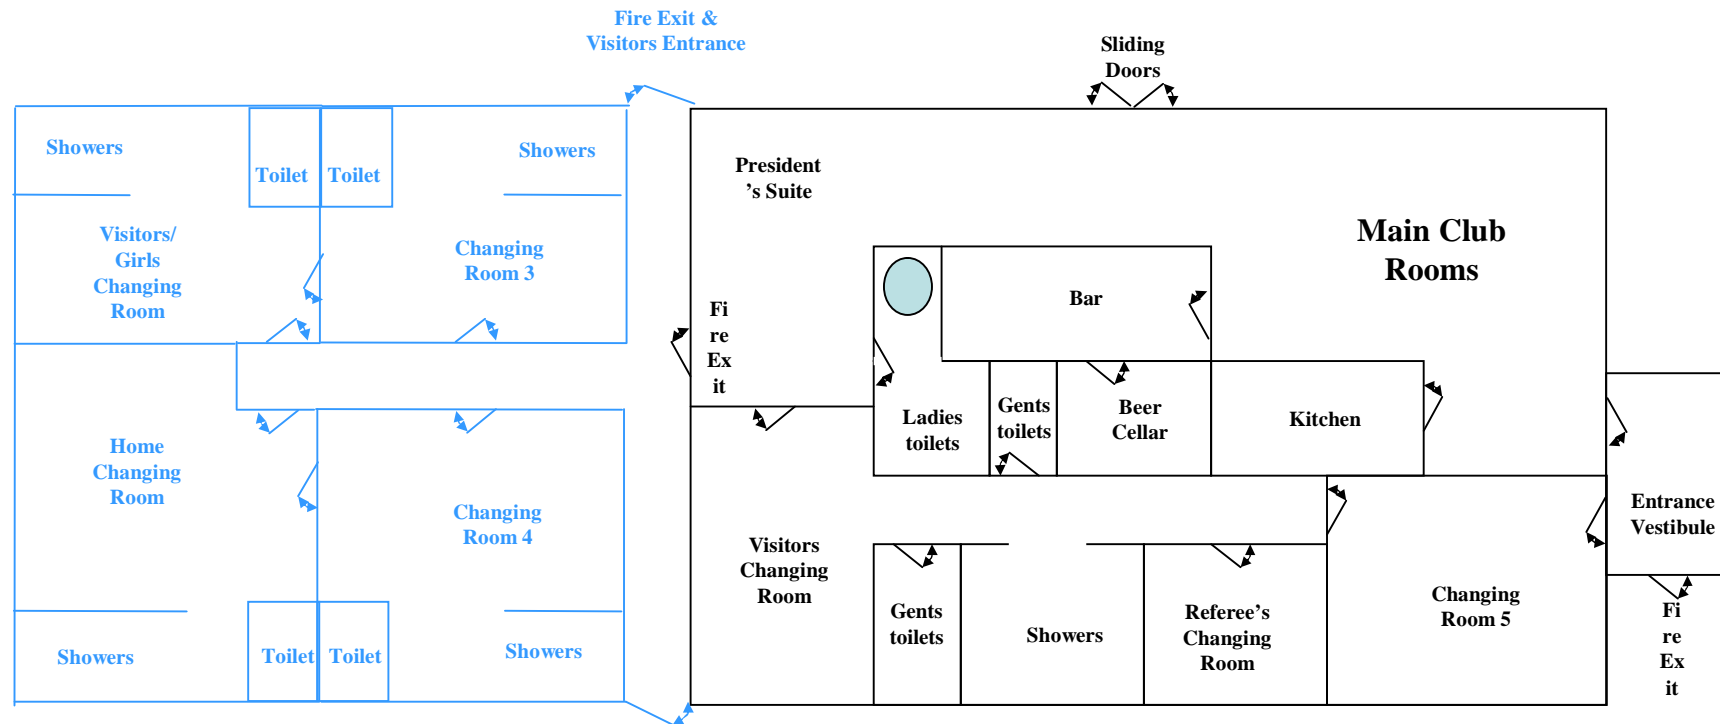 Fire Exit &
Visitors Entrance
Sliding
Doors
Showers
Toilet
Toilet
Showers
President
's Suite
Visitors/
Girls
Changing
Room
Changing
Room 3
Main Club
Rooms
Bar
Fi
re
Ex
it
Ladies
toilets
Gents
toilets
Beer
Cellar
Kitchen
Home
Changing
Room
Changing
Room 4
Visitors
Changing
Room
Entrance
Vestibule
Gents
toilets
Showers
Referee's
Changing
Room
Changing
Room 5
Fi
re
Ex
it
Showers
Toilet
Toilet
Showers